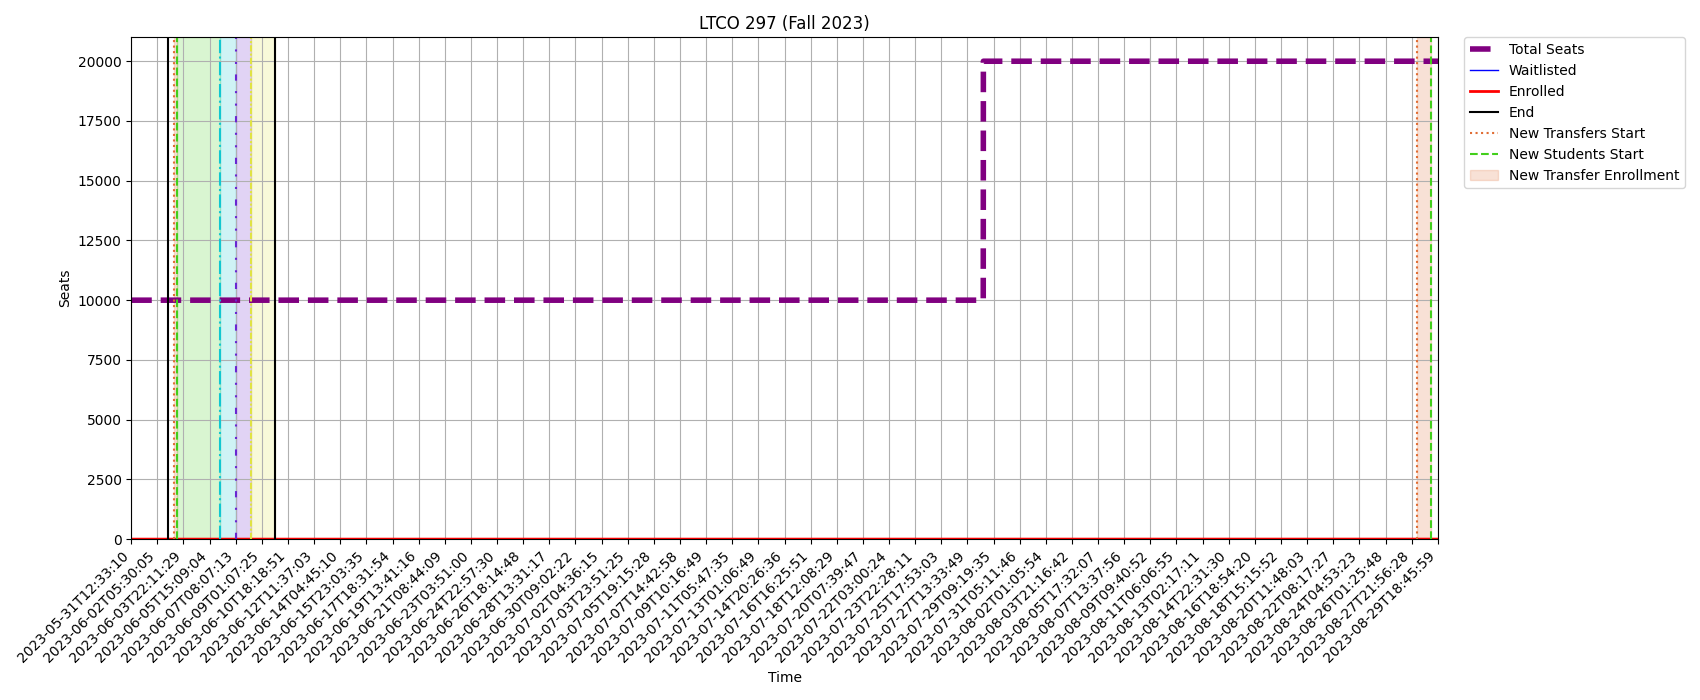 LTCO 297 (Fall 2023)
Seats
20000
17500
15000
12500
10000
7500
5000
2500
0
Total Seats
Waitlisted
Enrolled
End
New Transfers Start
New Students Start
New Transfer Enrollment
2023-05-31T12:33:10
2023-06-02T05:30:05
2023-06-03T22:11:29
2023-06-05T15:09:04
2023-06-07T08:07:13
2023-06-09T01:07:25
2023-06-10T18:18:51
2023-06-12T11:37:03
2023-06-14T04:45:10
2023-06-15T23:03:35
2023-06-17T18:31:54
2023-06-19T13:41:16
2023-06-21T08:44:09
2023-06-23T03:51:00
2023-06-24T22:57:30
2023-06-26T18:14:48
2023-06-28T13:31:17
2023-06-30T09:02:22
2023-07-02T04:36:15
2023-07-03T23:51:25
2023-07-05T19:15:28
2023-07-07T14:42:58
2023-07-09T10:16:49
2023-07-11T05:47:35
2023-07-13T01:06:49
2023-07-14T20:26:36
2023-07-16T16:25:51
2023-07-18T12:08:29
2023-07-20T07:39:47
2023-07-22T03:00:24
2023-07-23T22:28:11
2023-07-25T17:53:03
2023-07-27T13:33:49
2023-07-29T09:19:35
2023-07-31T05:11:46
2023-08-02T01:05:54
2023-08-03T21:16:42
2023-08-05T17:32:07
2023-08-07T13:37:56
2023-08-09T09:40:52
2023-08-11T06:06:55
2023-08-13T02:17:11
2023-08-14T22:31:30
2023-08-16T18:54:20
2023-08-18T15:15:52
2023-08-20T11:48:03
2023-08-22T08:17:27
2023-08-24T04:53:23
2023-08-26T01:25:48
2023-08-27T21:56:28
2023-08-29T18:45:59
Time